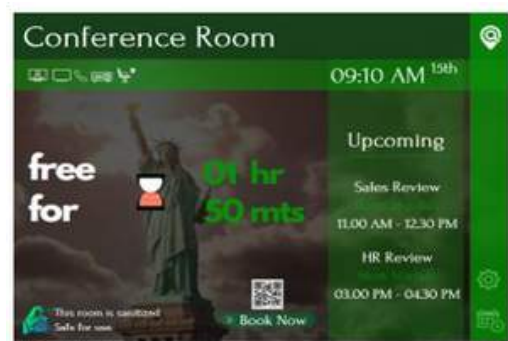 Conference Room
09:10 AM 15th
free
for
01 hr
50 mts
Upcoming
Sales Review
11.00 AM - 12.30 PM
HR Review
03.00 PM - 04.30 PM
This room is sanitized
Safe for use
Book Now